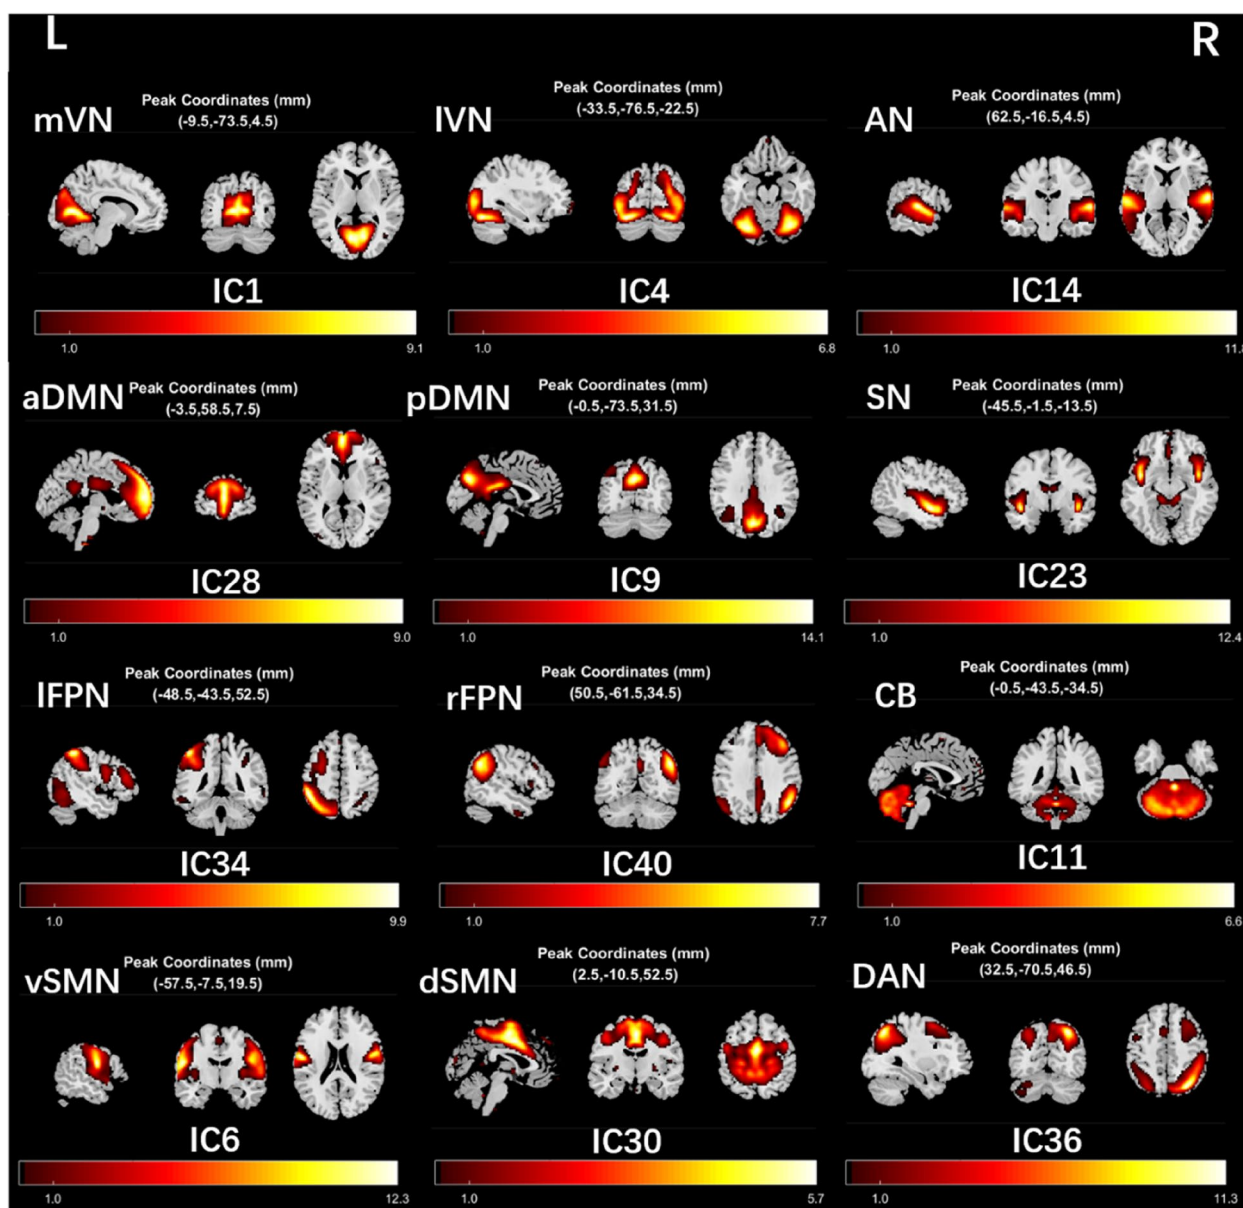 L
R
mVN
Peak Coordinates (mm)
(-9.5,-73.5,4.5)
IC1
1.0
9.1
lVN
Peak Coordinates (mm)
(-33.5,-76.5,-22.5)
IC4
1.0
6.8
AN
Peak Coordinates (mm)
(62.5,-16.5,4.5)
IC14
1.0
11.8
aDMN
Peak Coordinates (mm)
(-3.5,58.5,7.5)
IC28
1.0
9.0
pDMN
Peak Coordinates (mm)
(-0.5,-73.5,31.5)
IC9
1.0
14.1
SN
Peak Coordinates (mm)
(-45.5,-1.5,-13.5)
IC23
1.0
12.4
lFPN
Peak Coordinates (mm)
(-48.5,-43.5,52.5)
IC34
1.0
9.9
rFPN
Peak Coordinates (mm)
(50.5,-61.5,34.5)
IC40
1.0
7.7
CB
Peak Coordinates (mm)
(-0.5,-43.5,-34.5)
IC11
1.0
6.6
vSMN
Peak Coordinates (mm)
(-57.5,-7.5,19.5)
IC6
1.0
12.3
dSMN
Peak Coordinates (mm)
(2.5,-10.5,52.5)
IC30
1.0
5.7
DAN
Peak Coordinates (mm)
(32.5,-70.5,46.5)
IC36
1.0
11.3